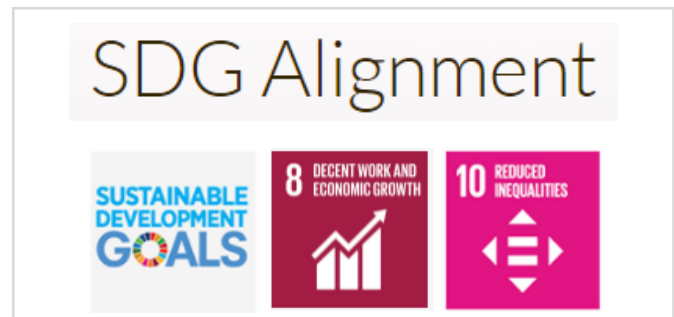 SDG Alignment
SUSTAINABLE
DEVELOPMENT
GOALS
8 DECENT WORK AND
ECONOMIC GROWTH
10 REDUCED
INEQUALITIES